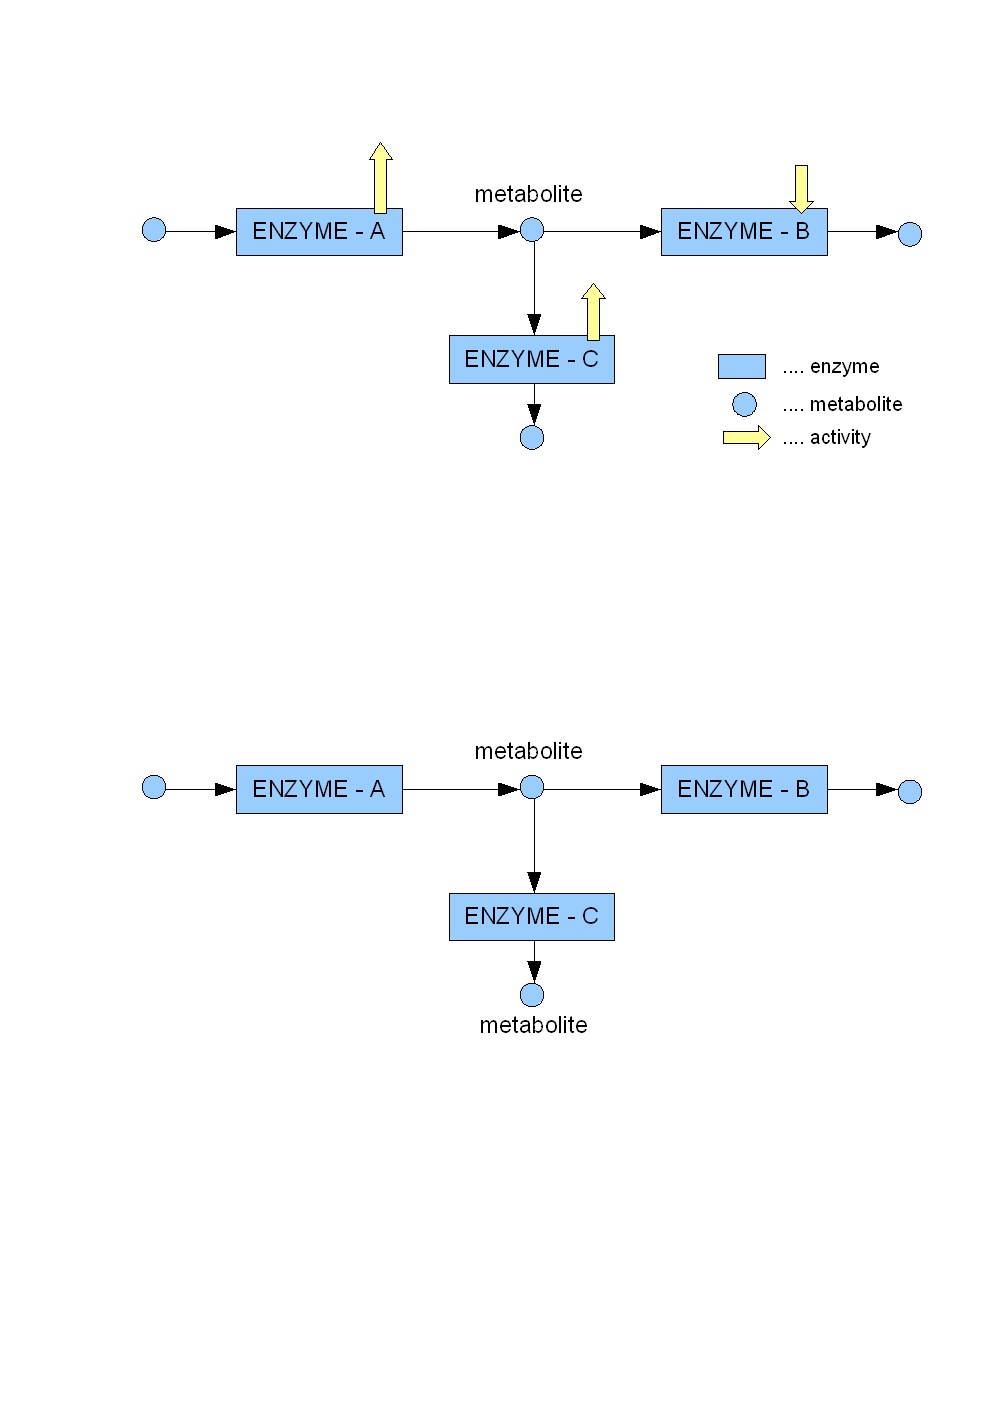 metabolite
ENZYME - A
ENZYME - B
ENZYME - C
.... enzyme
.... metabolite
.... activity
metabolite
ENZYME - A
ENZYME - B
ENZYME - C
metabolite